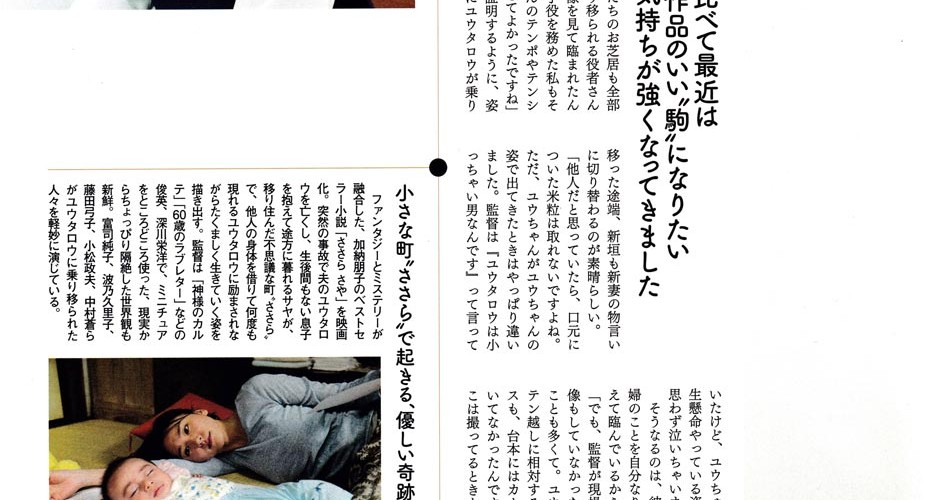 比べて最近は
作品のいい〝駒〟になりたい
気持ちが強くなってきました
たちのお芝居も全部
り移られる役者さん
像を見て臨まれたん
子役を務めた私もそ
んのテンポやテンシ
てよかったですね」
証明するように、姿
にユウタロウが乗り
移った途端、新垣も新妻の物言い
に切り替わるのが素晴らしい。
「他人だと思っていたら、口元に
ついた米粒は取れないですよね。
ただ、ユウちゃんがユウちゃんの
姿で出てきたときはやっぱり違い
ました。監督は『ユウタロウは小
っちゃい男なんです』って言って
いたけど、ユウち
生懸命やっている
思わず泣いちゃい
そうなるのは、
婦のことを自分なり
えて臨んでいるか
「でも、監督が現場
像もしていなかった
ことも多くて。ユ
テン越しに相対する
スも、台本にはカ
いてなかったんで
こは撮ってるとき
小さな町〝ささら〟で起きる、優しい奇跡
ファンタジーとミステリーが
融合した、加納朋子のベストセ
ラー小説「ささら さや」を映画
化。突然の事故で夫のユウタロ
ウを亡くし、生後間もない息子
を抱えて途方に暮れるサヤが、
移り住んだ不思議な町〝ささら〟
で、他人の身体を借りて何度も
現れるユウタロウに励まされな
がらたくましく生きていく姿を
描き出す。監督は「神様のカル
テ」「60歳のラブレター」などの
俊英、深川栄洋で、ミニチュア
をところどころ使った、現実か
らちょっぴり隔絶した世界観も
新鮮。富司純子、波乃久里子、
藤田弓子、小松政夫、中村蒼ら
がユウタロウに乗り移られた
人々を軽妙に演じている。